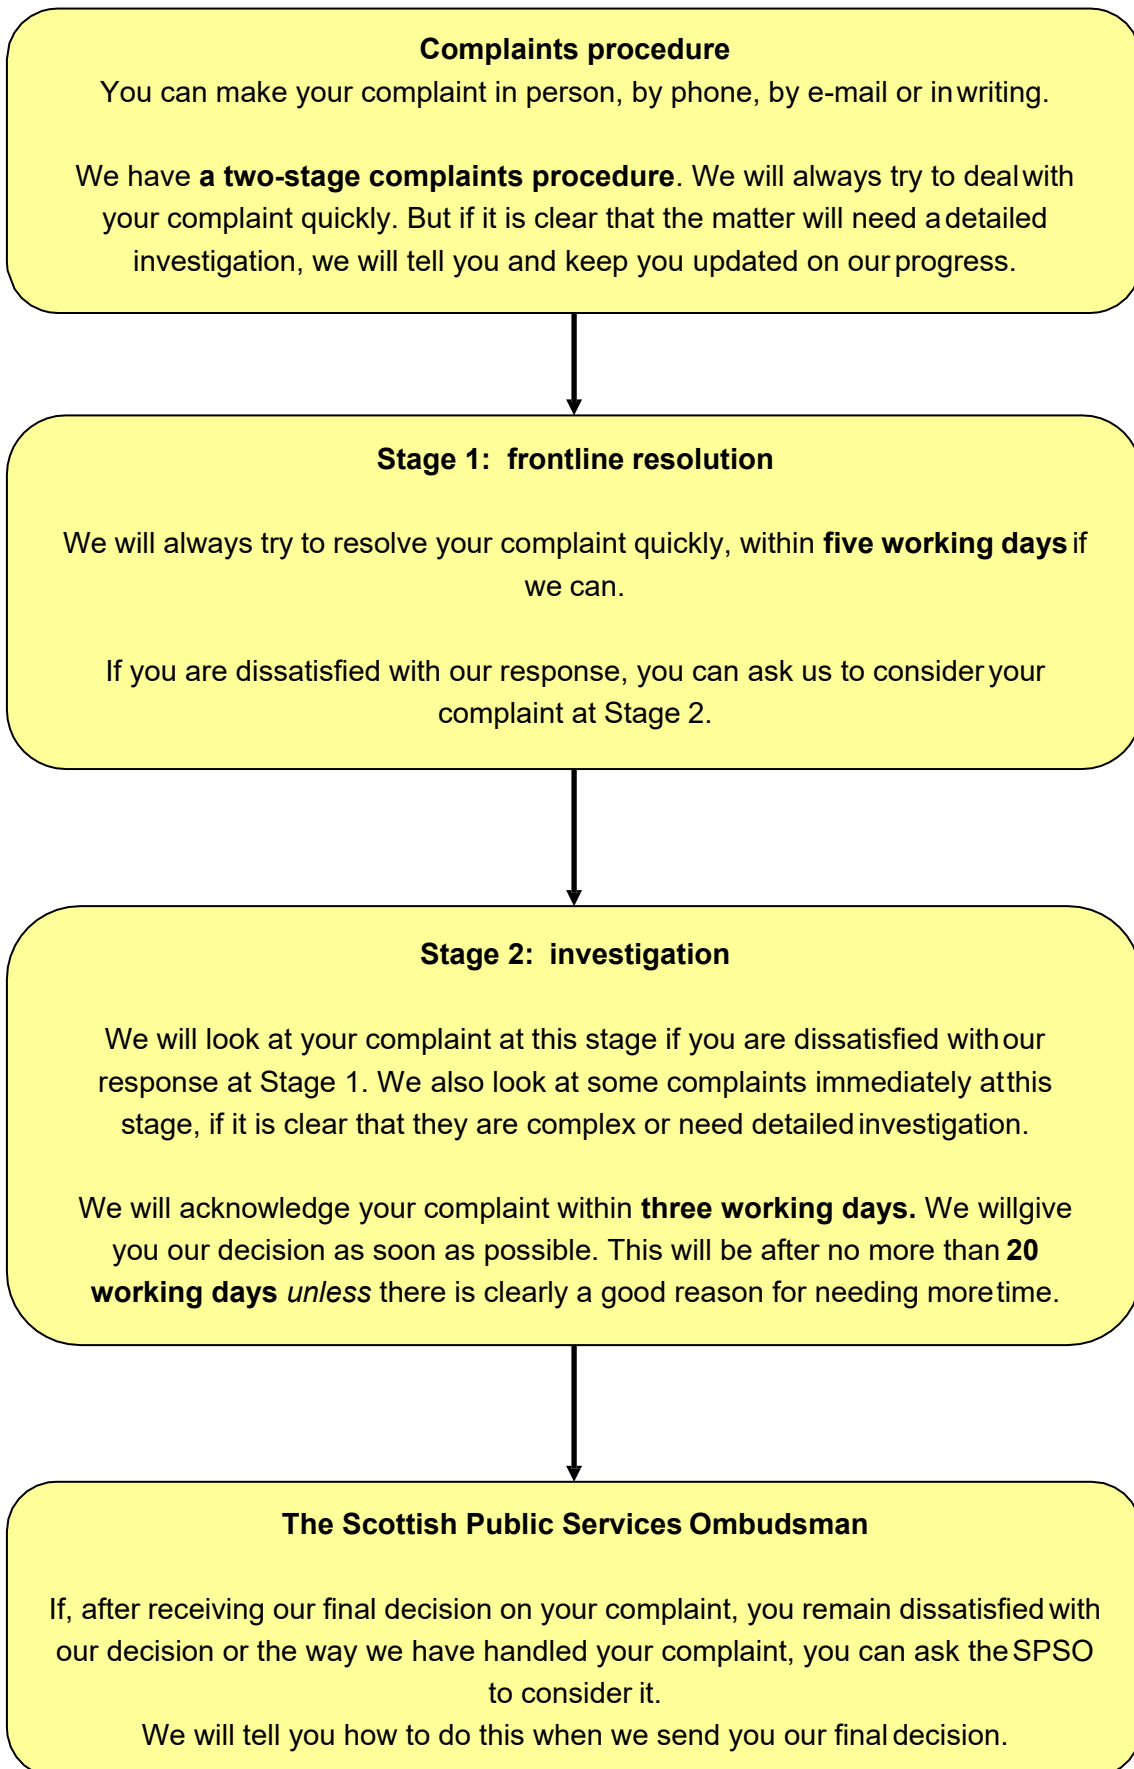 Complaints procedure
You can make your complaint in person, by phone, by e-mail or in writing.
We have a two-stage complaints procedure. We will always try to deal with
your complaint quickly. But if it is clear that the matter will need a detailed
investigation, we will tell you and keep you updated on our progress.
Stage 1: frontline resolution
We will always try to resolve your complaint quickly, within five working days if
we can.
If you are dissatisfied with our response, you can ask us to consider your
complaint at Stage 2.
Stage 2: investigation
We will look at your complaint at this stage if you are dissatisfied with our
response at Stage 1. We also look at some complaints immediately at this
stage, if it is clear that they are complex or need detailed investigation.
We will acknowledge your complaint within three working days. We will give
you our decision as soon as possible. This will be after no more than 20
working days unless there is clearly a good reason for needing more time.
The Scottish Public Services Ombudsman
If, after receiving our final decision on your complaint, you remain dissatisfied with
our decision or the way we have handled your complaint, you can ask the SPSO
to consider it.
We will tell you how to do this when we send you our final decision.